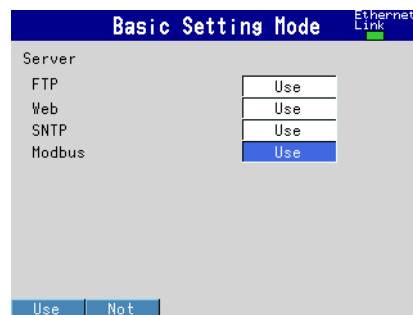 Basic Setting Mode
Ethernet
Link
Server
FTP Use
Web Use
SNTP Use
Modbus Use
Use Not